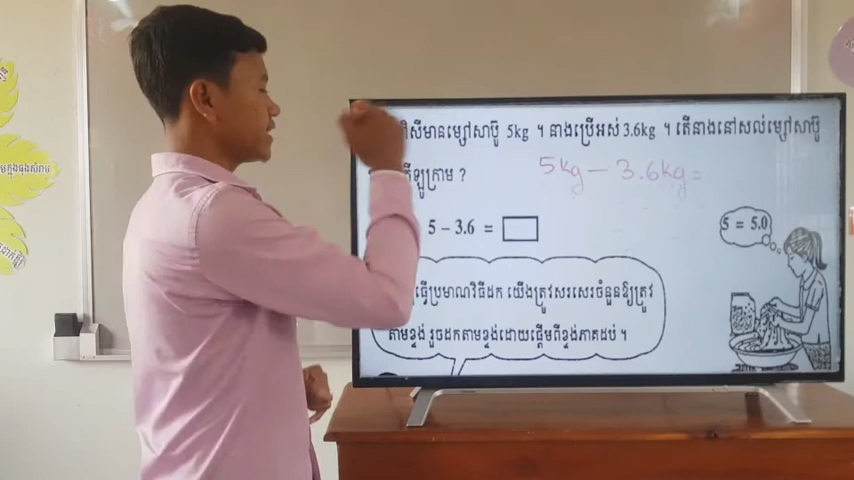 សីមានម្សៅសាប៊ូ 5kg ។ នាងប្រើអស់ 3.6kg ។ តើនាងនៅសល់ម្សៅសាប៊ូ
គីឡូក្រាម ?
5kg − 3.6kg =
5 − 3.6 =
5 = 5.0
ធ្វើប្រមាណវិធីដក យើងត្រូវសរសេរចំនួនឱ្យត្រូវ
តាមខ្ទង់ រួចដកតាមខ្ទង់ដោយផ្ដើមពីខ្ទង់ភាគដប់ ។